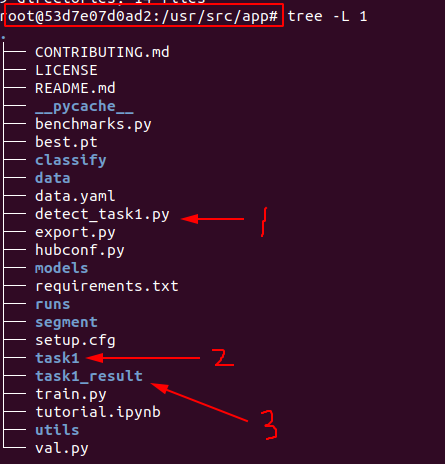 9 directories. 14 files
root@53d7e07d0ad2:/usr/src/app# tree -L 1
.
├── CONTRIBUTING.md
├── LICENSE
├── README.md
├── __pycache__
├── benchmarks.py
├── best.pt
├── classify
├── data
├── data.yaml
├── detect_task1.py 1
├── export.py
├── hubconf.py
├── models
├── requirements.txt
├── runs
├── segment
├── setup.cfg
├── task1 2
├── task1_result 3
├── train.py
├── tutorial.ipynb
├── utils
└── val.py